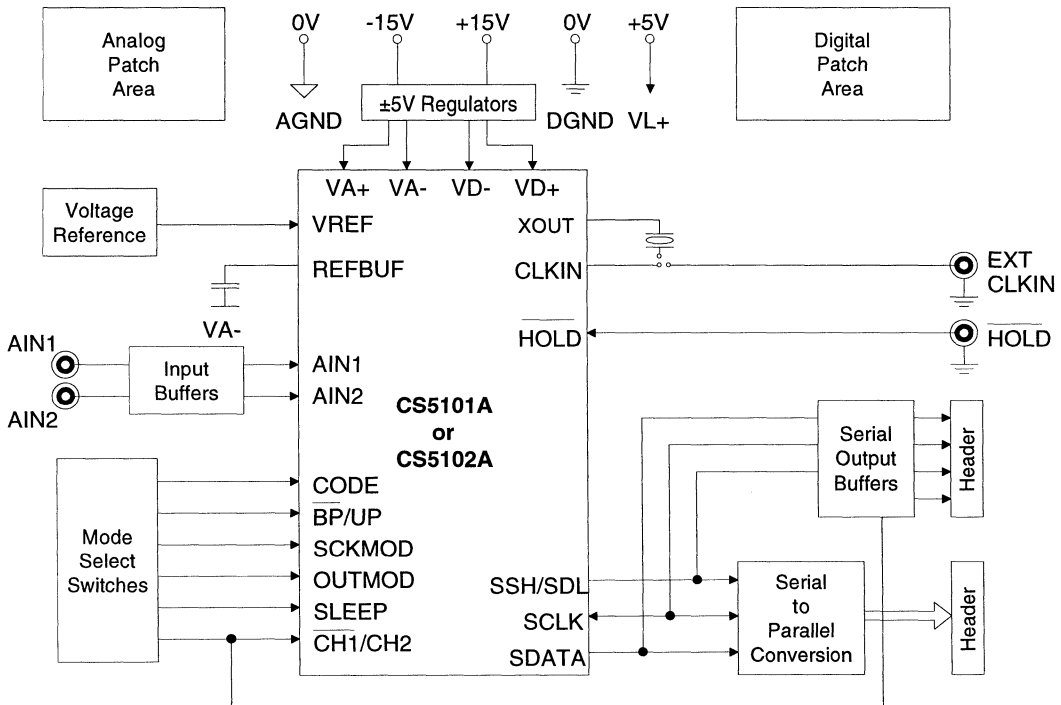 Analog
Patch
Area
0V
-15V
+15V
0V
+5V
Digital
Patch
Area
AGND
±5V Regulators
DGND
VL+
VA+
VA-
VD-
VD+
Voltage
Reference
VREF
XOUT
REFBUF
CLKIN
EXT
CLKIN
VA-
HOLD
HOLD
AIN1
AIN2
Input
Buffers
AIN1
AIN2
CS5101A
or
CS5102A
Serial
Output
Buffers
Header
Mode
Select
Switches
CODE
BP/UP
SCKMOD
OUTMOD
SLEEP
CH1/CH2
SSH/SDL
SCLK
SDATA
Serial
to
Parallel
Conversion
Header